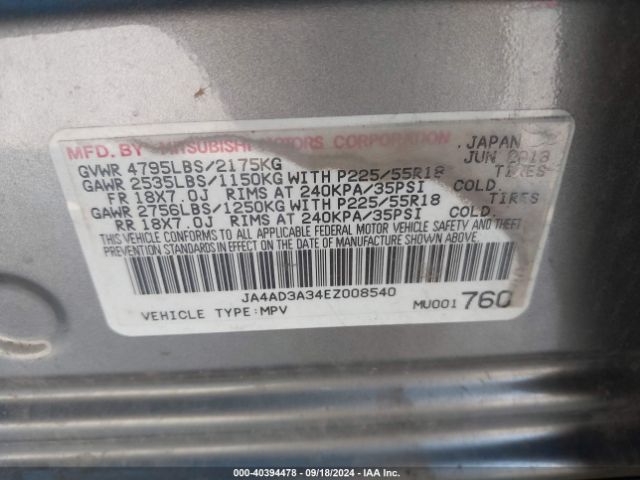 MFD. BY MITSUBISHI MOTORS CORPORATION JAPAN
GVWR 4795LBS/2175KG JUN 2013
GAWR 2535LBS/1150KG WITH P225/55R18 TIRES
FR 18X7.0J RIMS AT 240KPA/35PSI COLD.
GAWR 2756LBS/1250KG WITH P225/55R18 TIRES
RR 18X7.0J RIMS AT 240KPA/35PSI COLD.
THIS VEHICLE CONFORMS TO ALL APPLICABLE FEDERAL MOTOR VEHICLE SAFETY AND THEFT
PREVENTION STANDARDS IN EFFECT ON THE DATE OF MANUFACTURE SHOWN ABOVE.
JA4AD3A34EZ008540
VEHICLE TYPE:MPV MU001 760
000-40394478 - 09/18/2024 - IAA Inc.